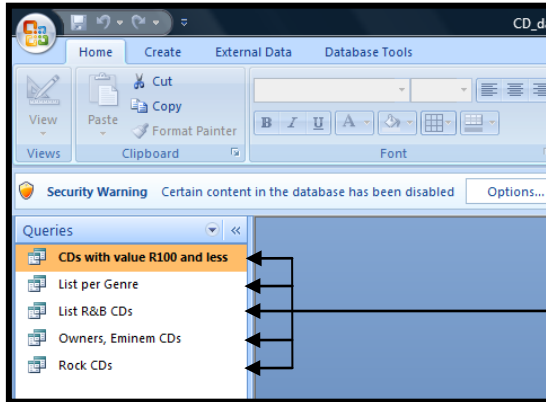 CD_d
Home Create External Data Database Tools
View
Views
Paste
Cut
Copy
Format Painter
Clipboard
B I U A
Font
Security Warning Certain content in the database has been disabled Options...
Queries
CDs with value R100 and less
List per Genre
List R&B CDs
Owners, Eminem CDs
Rock CDs